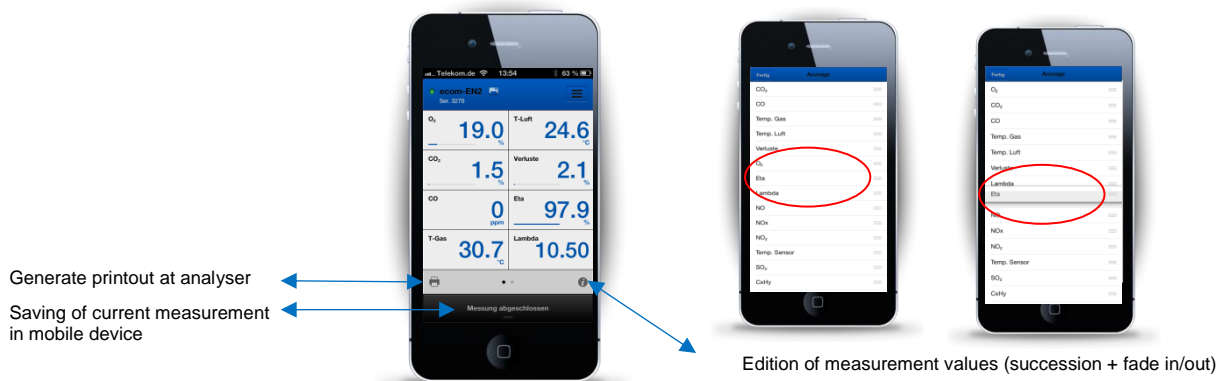 Telekom.de 13:54 63 %
ecom-EN2
Ser. 3270
O₂ 19.0 % T-Luft 24.6 °C
CO₂ 1.5 % Verluste 2.1 %
CO 0 ppm Eta 97.9 %
T-Gas 30.7 °C Lambda 10.50
Messung abgeschlossen
Generate printout at analyser
Saving of current measurement
in mobile device
Fertig Anzeige
CO₂
CO
Temp. Gas
Temp. Luft
Verluste
O₂
Eta
Lambda
NO
NOx
NO₂
Temp. Sensor
SO₂
CxHy
Fertig Anzeige
O₂
CO₂
CO
Temp. Gas
Temp. Luft
Verluste
Lambda
Eta
NO
NOx
NO₂
Temp. Sensor
SO₂
CxHy
Edition of measurement values (succession + fade in/out)